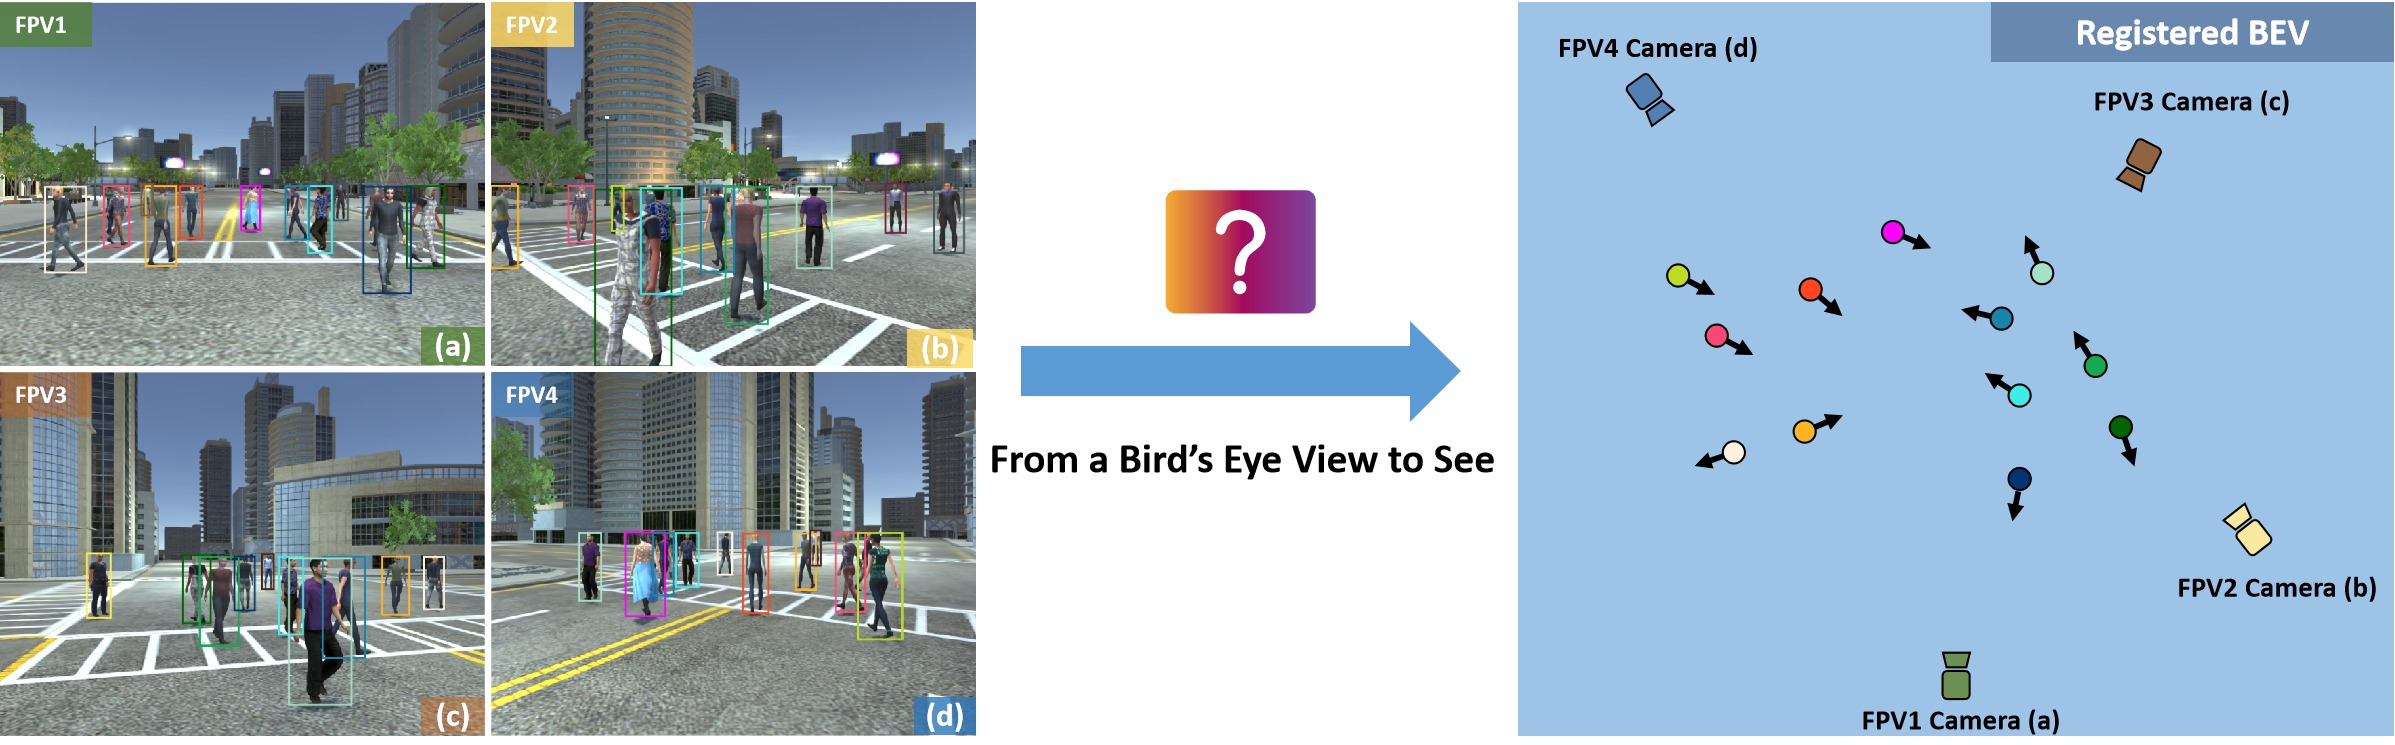 FPV1
(a)
FPV2
(b)
FPV3
(c)
FPV4
(d)
?
From a Bird's Eye View to See
Registered BEV
FPV4 Camera (d)
FPV3 Camera (c)
FPV2 Camera (b)
FPV1 Camera (a)